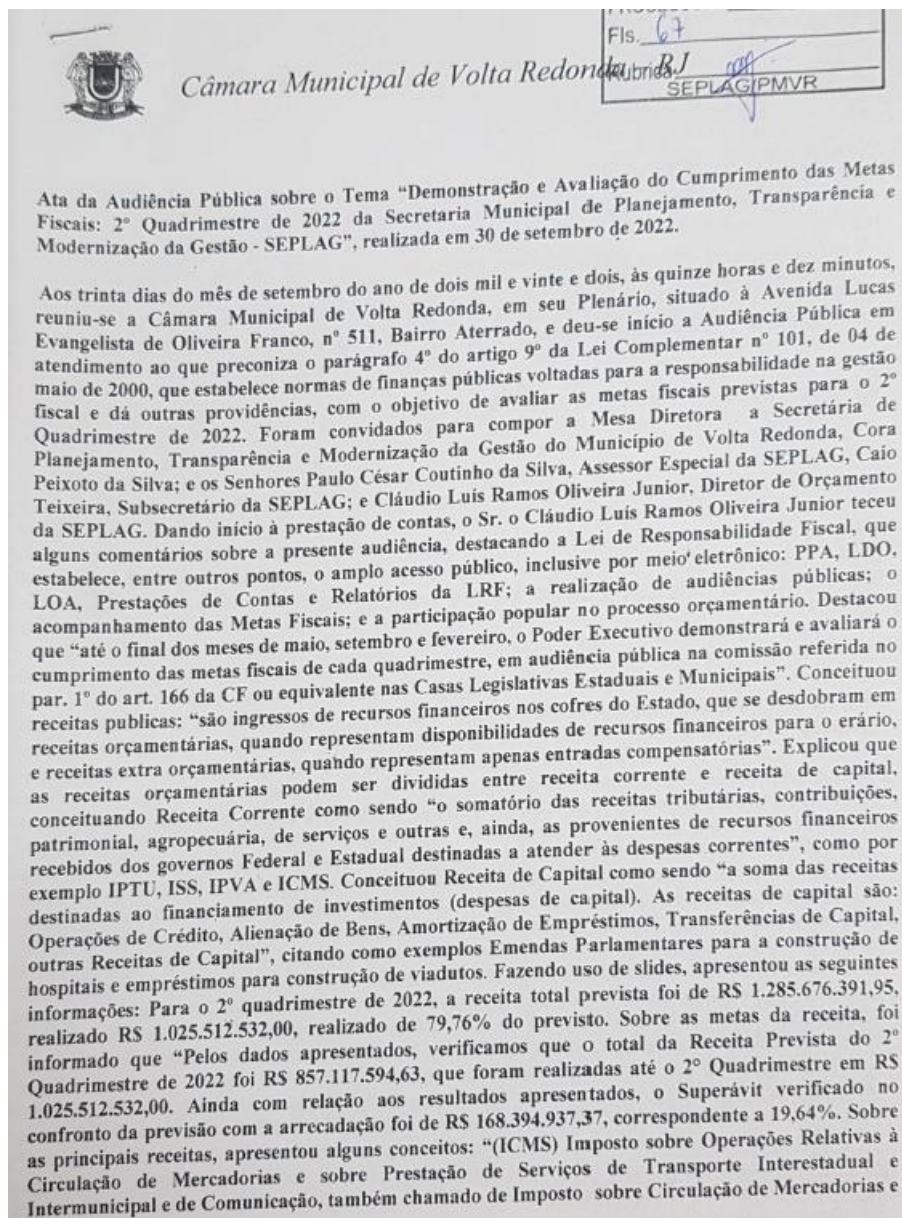 Fls. 67
Câmara Municipal de Volta Redonda RJ
Rubrica
SEPLAG/PMVR
Ata da Audiência Pública sobre o Tema “Demonstração e Avaliação do Cumprimento das Metas
Fiscais: 2º Quadrimestre de 2022 da Secretaria Municipal de Planejamento, Transparência e
Modernização da Gestão - SEPLAG”, realizada em 30 de setembro de 2022.
Aos trinta dias do mês de setembro do ano de dois mil e vinte e dois, às quinze horas e dez minutos,
reuniu-se a Câmara Municipal de Volta Redonda, em seu Plenário, situado à Avenida Lucas
Evangelista de Oliveira Franco, nº 511, Bairro Aterrado, e deu-se início a Audiência Pública em
atendimento ao que preconiza o parágrafo 4º do artigo 9º da Lei Complementar nº 101, de 04 de
maio de 2000, que estabelece normas de finanças públicas voltadas para a responsabilidade na gestão
fiscal e dá outras providências, com o objetivo de avaliar as metas fiscais previstas para o 2º
Quadrimestre de 2022. Foram convidados para compor a Mesa Diretora a Secretária de
Planejamento, Transparência e Modernização da Gestão do Município de Volta Redonda, Cora
Peixoto da Silva; e os Senhores Paulo César Coutinho da Silva, Assessor Especial da SEPLAG, Caio
Teixeira, Subsecretário da SEPLAG; e Cláudio Luís Ramos Oliveira Junior, Diretor de Orçamento
da SEPLAG. Dando início à prestação de contas, o Sr. o Cláudio Luís Ramos Oliveira Junior teceu
alguns comentários sobre a presente audiência, destacando a Lei de Responsabilidade Fiscal, que
estabelece, entre outros pontos, o amplo acesso público, inclusive por meio eletrônico: PPA, LDO,
LOA, Prestações de Contas e Relatórios da LRF; a realização de audiências públicas; o
acompanhamento das Metas Fiscais; e a participação popular no processo orçamentário. Destacou
que “até o final dos meses de maio, setembro e fevereiro, o Poder Executivo demonstrará e avaliará o
cumprimento das metas fiscais de cada quadrimestre, em audiência pública na comissão referida no
par. 1º do art. 166 da CF ou equivalente nas Casas Legislativas Estaduais e Municipais”. Conceituou
receitas publicas: “são ingressos de recursos financeiros nos cofres do Estado, que se desdobram em
receitas orçamentárias, quando representam disponibilidades de recursos financeiros para o erário,
e receitas extra orçamentárias, quando representam apenas entradas compensatórias”. Explicou que
as receitas orçamentárias podem ser divididas entre receita corrente e receita de capital,
conceituando Receita Corrente como sendo “o somatório das receitas tributárias, contribuições,
patrimonial, agropecuária, de serviços e outras e, ainda, as provenientes de recursos financeiros
recebidos dos governos Federal e Estadual destinadas a atender às despesas correntes”, como por
exemplo IPTU, ISS, IPVA e ICMS. Conceituou Receita de Capital como sendo “a soma das receitas
destinadas ao financiamento de investimentos (despesas de capital). As receitas de capital são:
Operações de Crédito, Alienação de Bens, Amortização de Empréstimos, Transferências de Capital,
outras Receitas de Capital”, citando como exemplos Emendas Parlamentares para a construção de
hospitais e empréstimos para construção de viadutos. Fazendo uso de slides, apresentou as seguintes
informações: Para o 2º quadrimestre de 2022, a receita total prevista foi de R$ 1.285.676.391,95,
realizado R$ 1.025.512.532,00, realizado de 79,76% do previsto. Sobre as metas da receita, foi
informado que “Pelos dados apresentados, verificamos que o total da Receita Prevista do 2º
Quadrimestre de 2022 foi R$ 857.117.594,63, que foram realizadas até o 2º Quadrimestre em R$
1.025.512.532,00. Ainda com relação aos resultados apresentados, o Superávit verificado no
confronto da previsão com a arrecadação foi de R$ 168.394.937,37, correspondente a 19,64%. Sobre
as principais receitas, apresentou alguns conceitos: “(ICMS) Imposto sobre Operações Relativas à
Circulação de Mercadorias e sobre Prestação de Serviços de Transporte Interestadual e
Intermunicipal e de Comunicação, também chamado de Imposto sobre Circulação de Mercadorias e